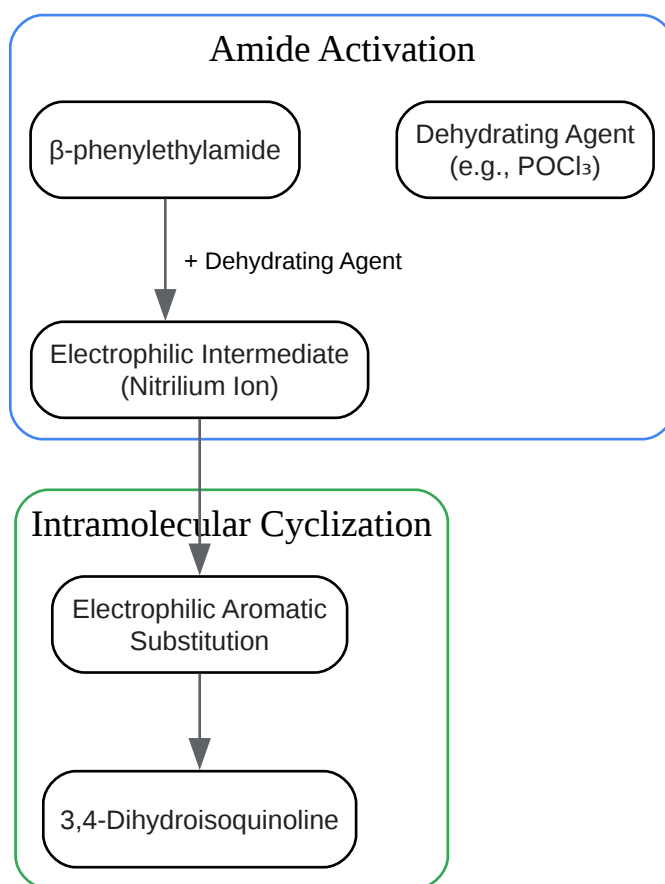 Amide Activation
β-phenylethylamide
Dehydrating Agent
(e.g., POCl₃)
+ Dehydrating Agent
Electrophilic Intermediate
(Nitrilium Ion)
Intramolecular Cyclization
Electrophilic Aromatic
Substitution
3,4-Dihydroisoquinoline